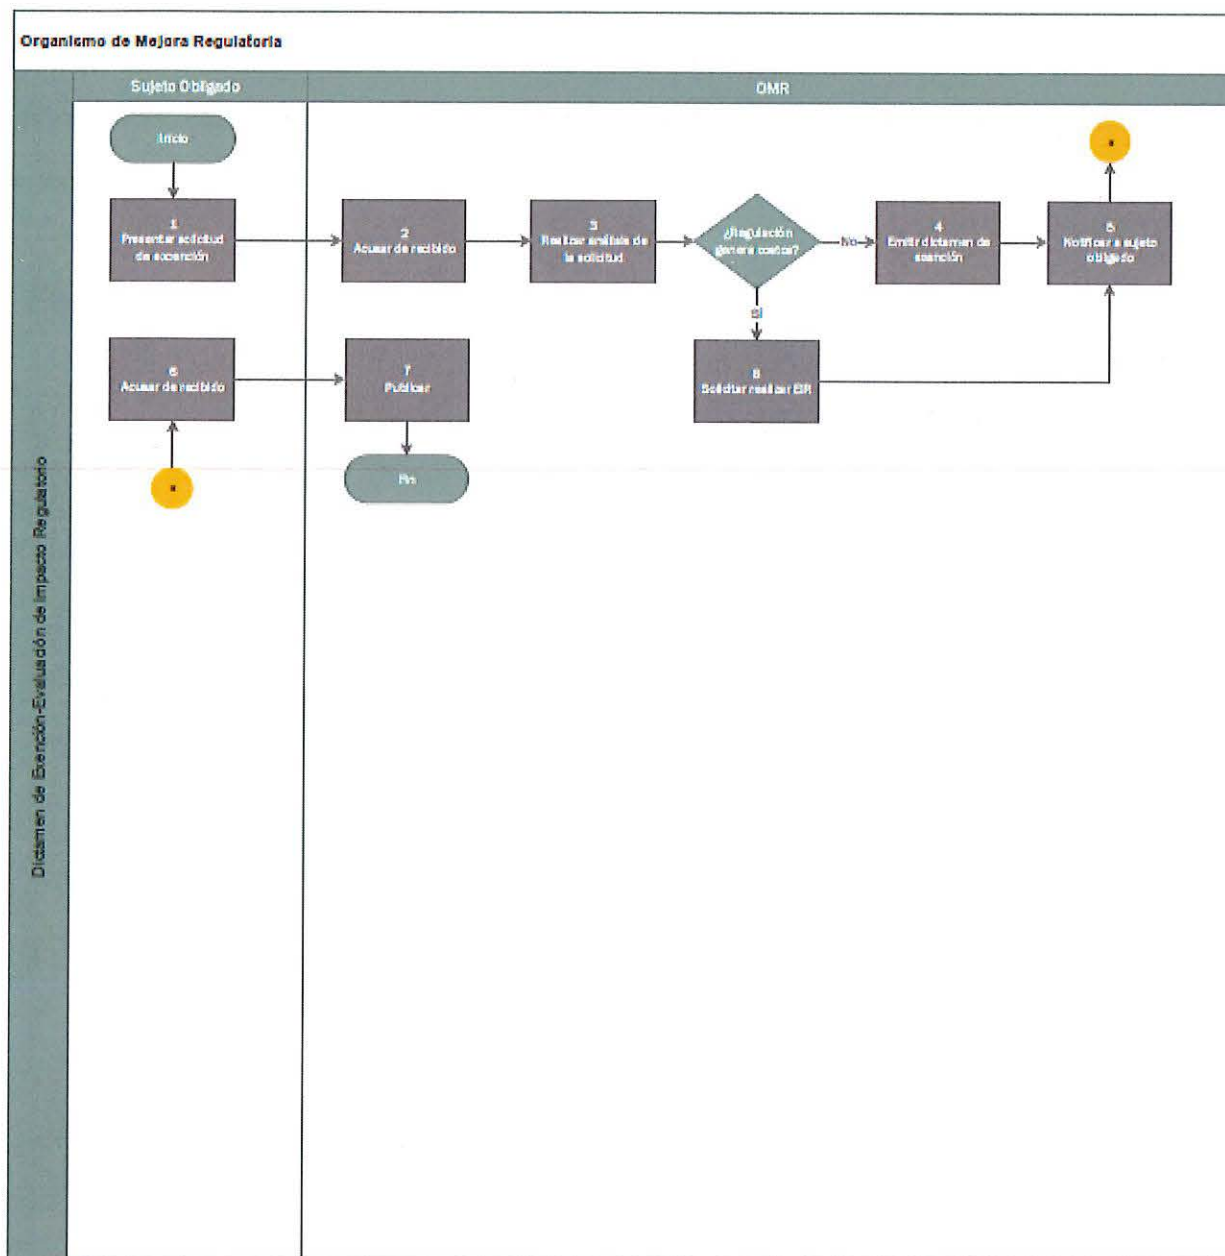 Organismo de Mejora Regulatoria
Sujeto Obligado
OMR
Inicio
a
1
Presentar solicitud
de excención
2
Acusar de recibido
3
Realizar análisis de
la solicitud
¿Regulación
genera costos?
No
4
Emitir dictamen de
exención
5
Notificar a sujeto
obligado
Sí
6
Acusar de recibido
7
Publicar
8
Solicitar realizar EIR
a
Fin
Dictamen de Exención-Evaluación de Impacto Regulatorio